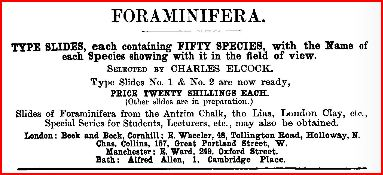 FORAMINIFERA.
TYPE SLIDES, each containing FIFTY SPECIES, with the Name of
each Species showing with it in the field of view.
SELECTED BY CHARLES ELCOCK.
Type Slides No. 1 & No. 2 are now ready,
PRICE TWENTY SHILLINGS EACH.
(Other slides are in preparation.)
Slides of Foraminifera from the Antrim Chalk, the Lias, London Clay, etc.,
Special Series for Students, Lecturers, etc., may also be obtained.
London: Beck and Beck, Cornhill; E. Wheeler, 48, Tollington Road, Holloway, N.
Chas. Collins, 157, Great Portland Street, W.
Manchester: E. Ward, 249, Oxford Street.
Bath: Alfred Allen, 1, Cambridge Place.